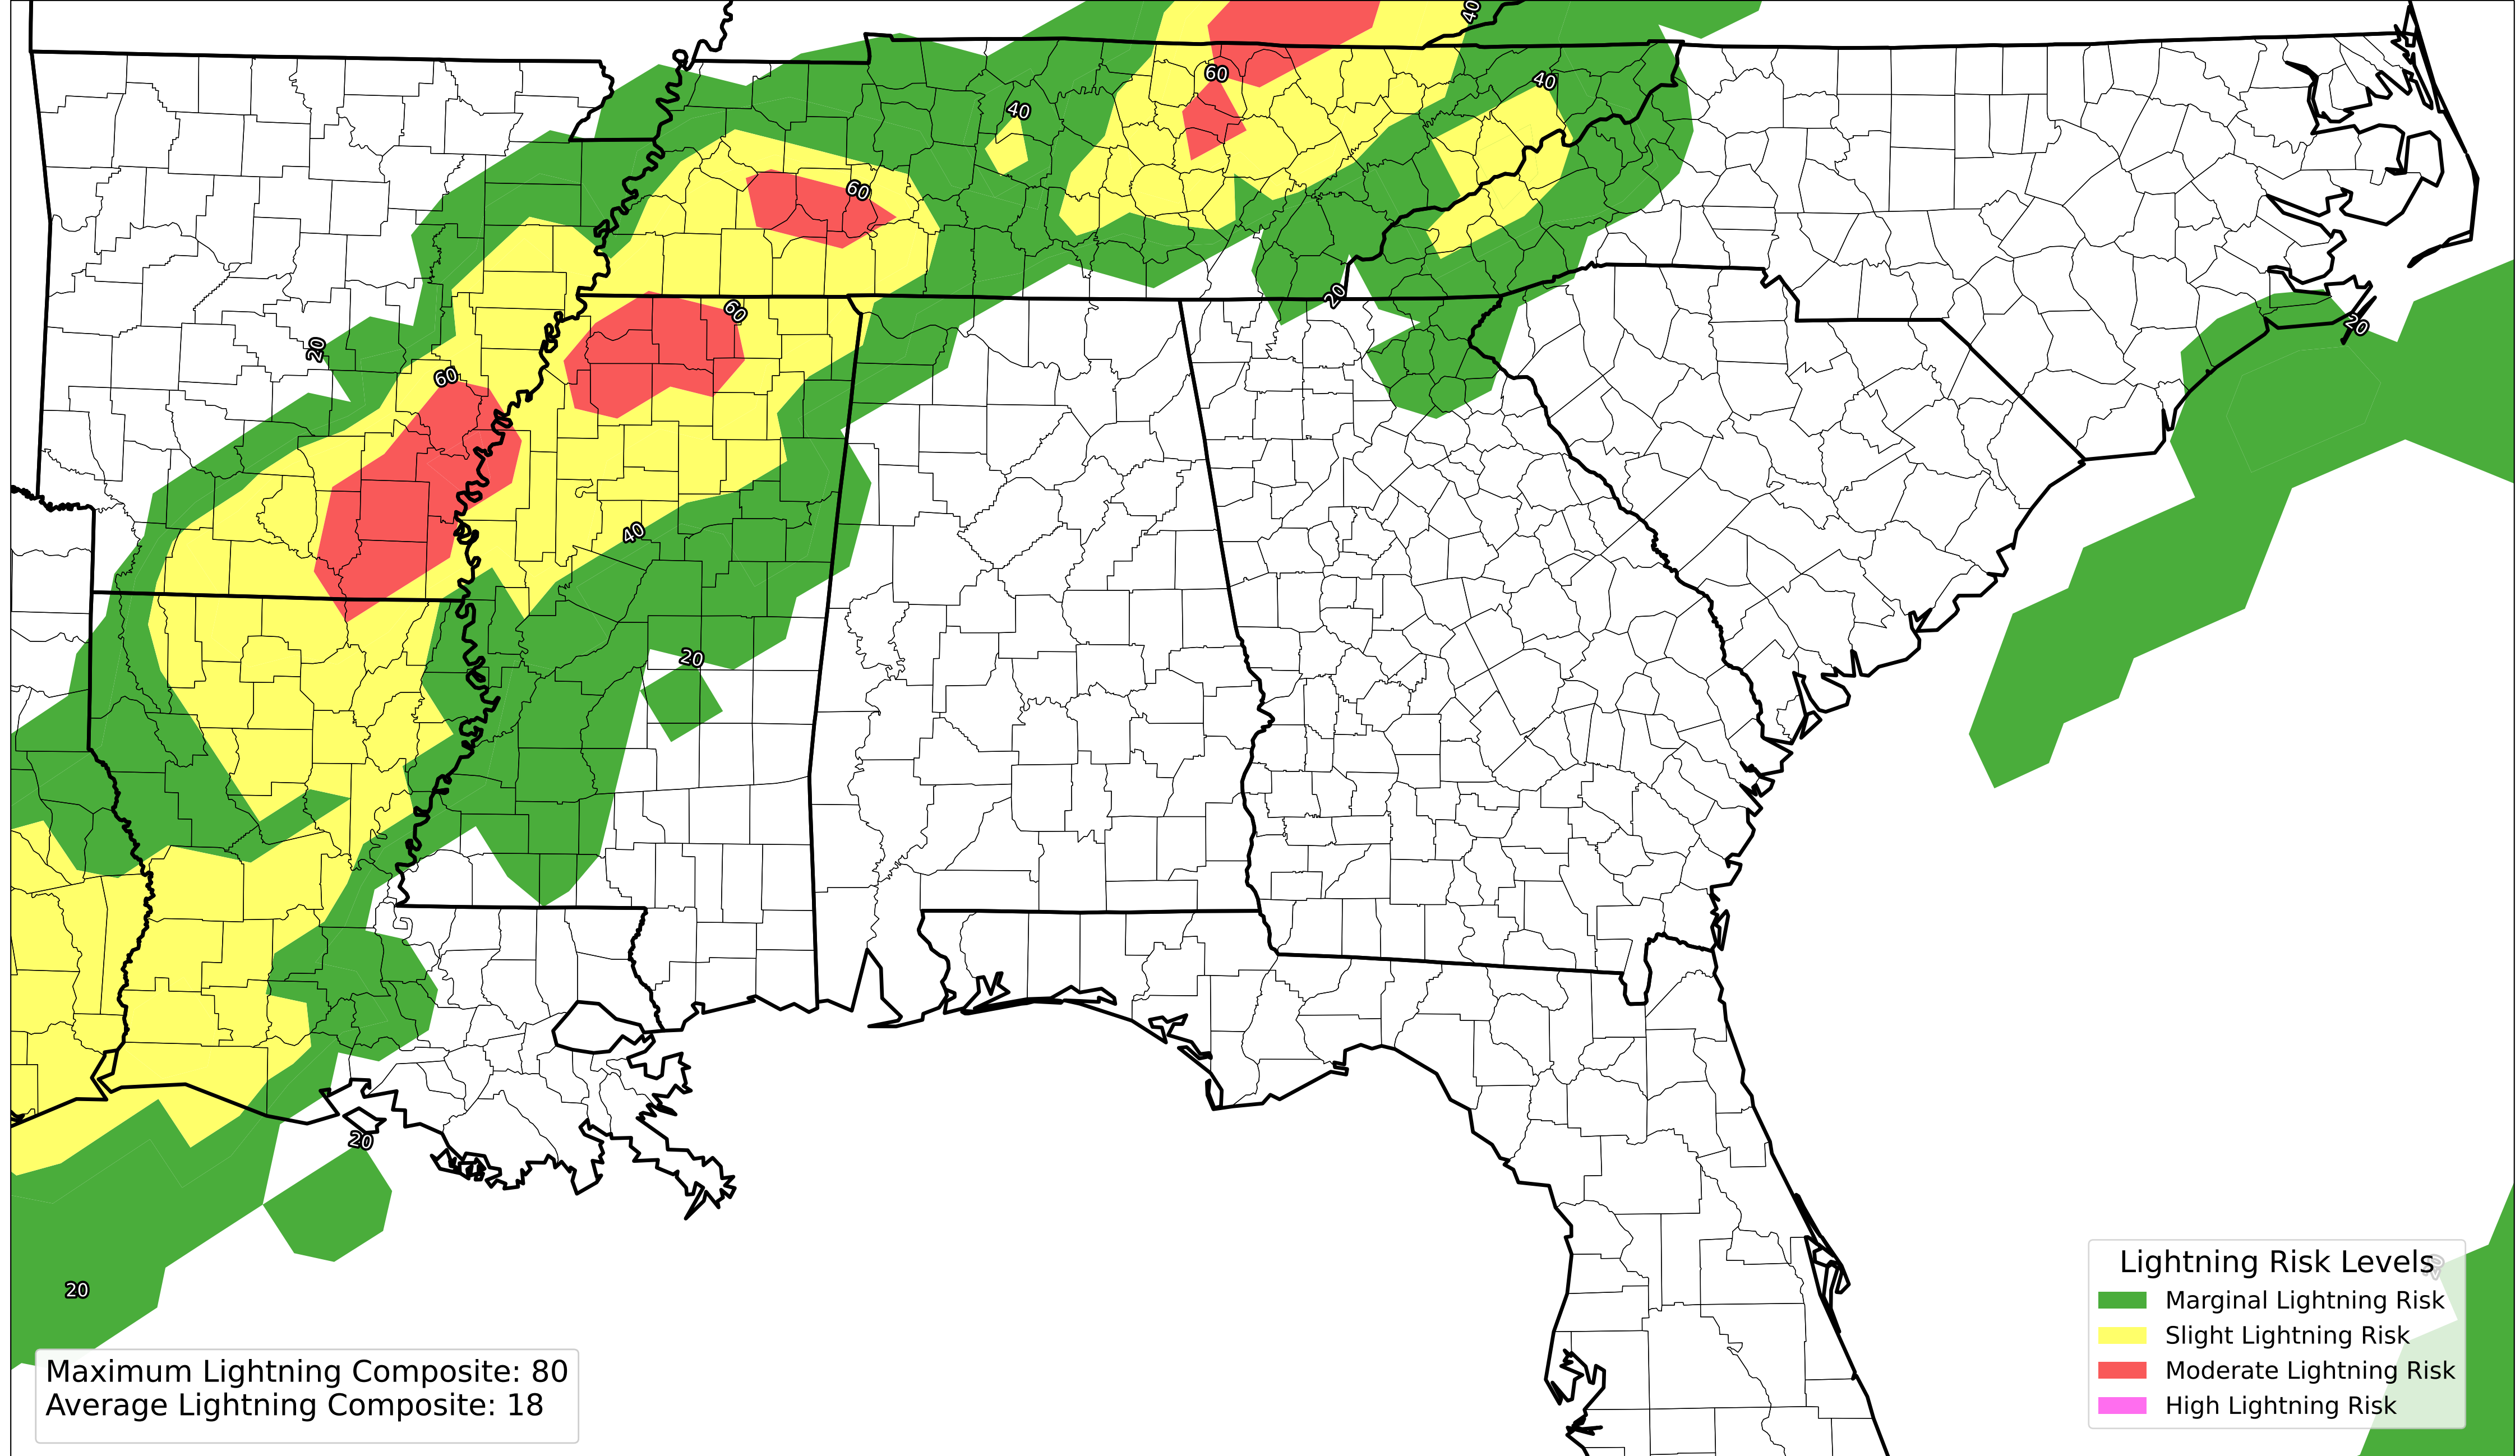 40
60
40
40
60
20
60
20
20
60
40
20
20
20
Maximum Lightning Composite: 80
Average Lightning Composite: 18
Lightning Risk Levels
Marginal Lightning Risk
Slight Lightning Risk
Moderate Lightning Risk
High Lightning Risk